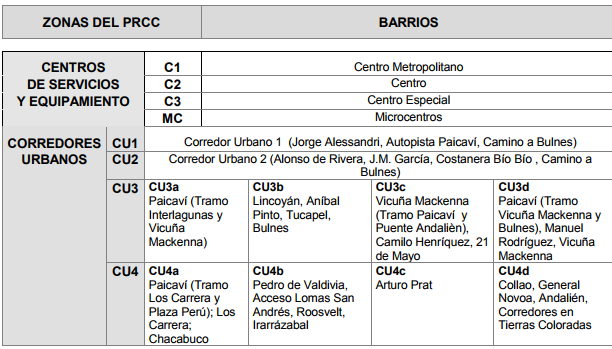 ZONAS DEL PRCC BARRIOS
CENTROS
DE SERVICIOS
Y EQUIPAMIENTO
C1 Centro Metropolitano
C2 Centro
C3 Centro Especial
MC Microcentros
CORREDORES
URBANOS
CU1 Corredor Urbano 1 (Jorge Alessandri, Autopista Paicaví, Camino a Bulnes)
CU2 Corredor Urbano 2 (Alonso de Rivera, J.M. García, Costanera Bío Bío , Camino a
Bulnes)
CU3
CU3a
Paicaví (Tramo
Interlagunas y
Vicuña
Mackenna)
CU3b
Lincoyán, Aníbal
Pinto, Tucapel,
Bulnes
CU3c
Vicuña Mackenna
(Tramo Paicaví y
Puente Andalièn),
Camilo Henríquez, 21
de Mayo
CU3d
Paicaví (Tramo
Vicuña Mackenna y
Bulnes), Manuel
Rodríguez, Vicuña
Mackenna
CU4
CU4a
Paicaví (Tramo
Los Carrera y
Plaza Perú); Los
Carrera;
Chacabuco
CU4b
Pedro de Valdivia,
Acceso Lomas San
Andrés, Roosvelt,
Irarrázabal
CU4c
Arturo Prat
CU4d
Collao, General
Novoa, Andalién,
Corredores en
Tierras Coloradas